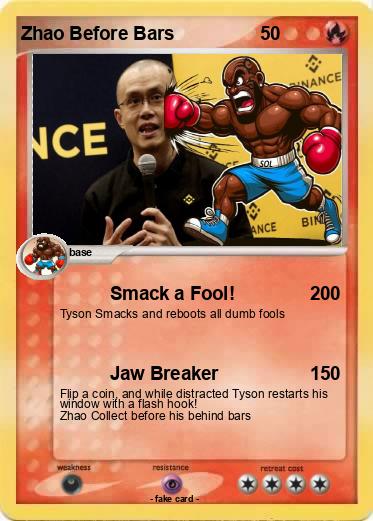 Zhao Before Bars 50
BINANCE
NCE
SOL
ANCE
BIN
base
Smack a Fool! 200
Tyson Smacks and reboots all dumb fools
Jaw Breaker 150
Flip a coin, and while distracted Tyson restarts his
window with a flash hook!
Zhao Collect before his behind bars
weakness resistance retreat cost
- fake card -